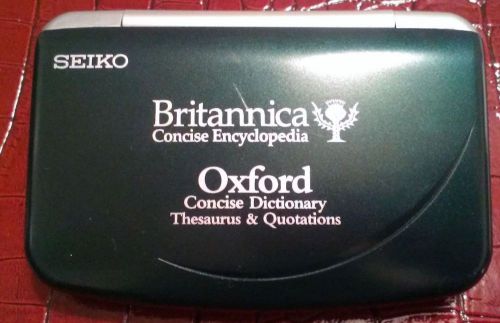 SEIKO
Britannica
Concise Encyclopedia
Oxford
Concise Dictionary
Thesaurus & Quotations